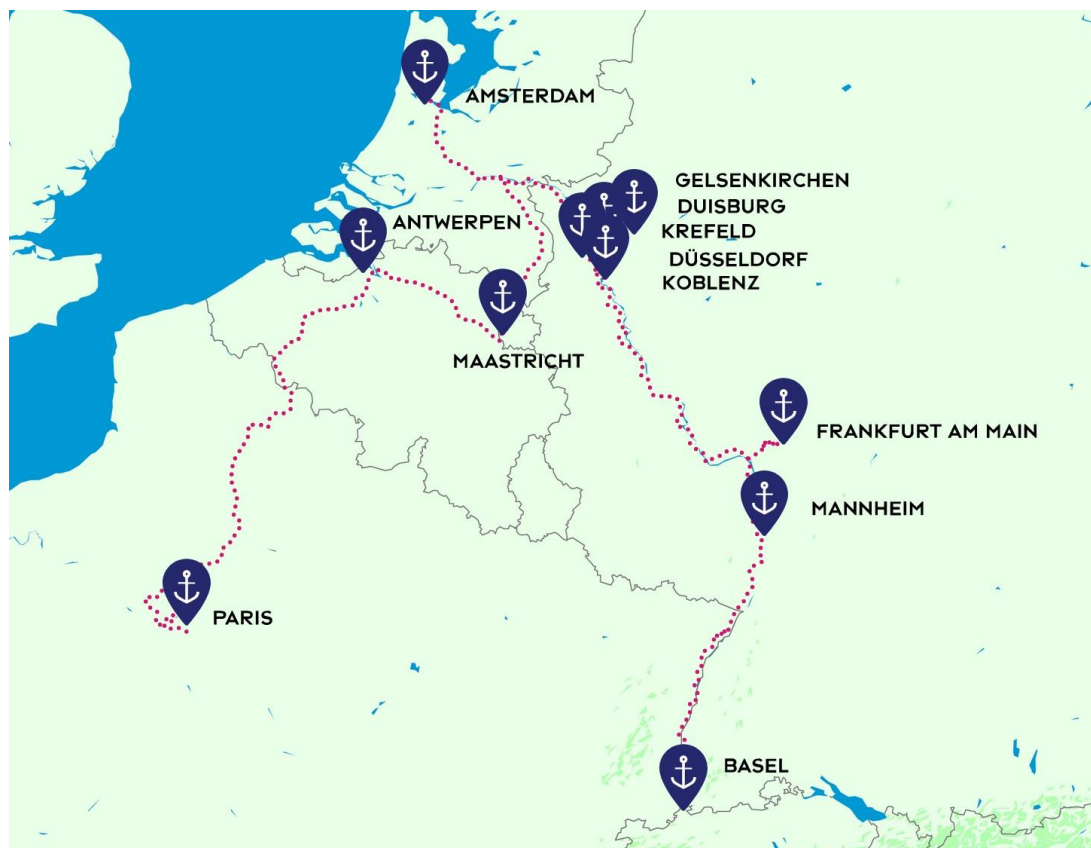 AMSTERDAM
GELSENKIRCHEN
DUISBURG
ANTWERPEN
KREFELD
DÜSSELDORF
KOBLENZ
MAASTRICHT
FRANKFURT AM MAIN
MANNHEIM
PARIS
BASEL